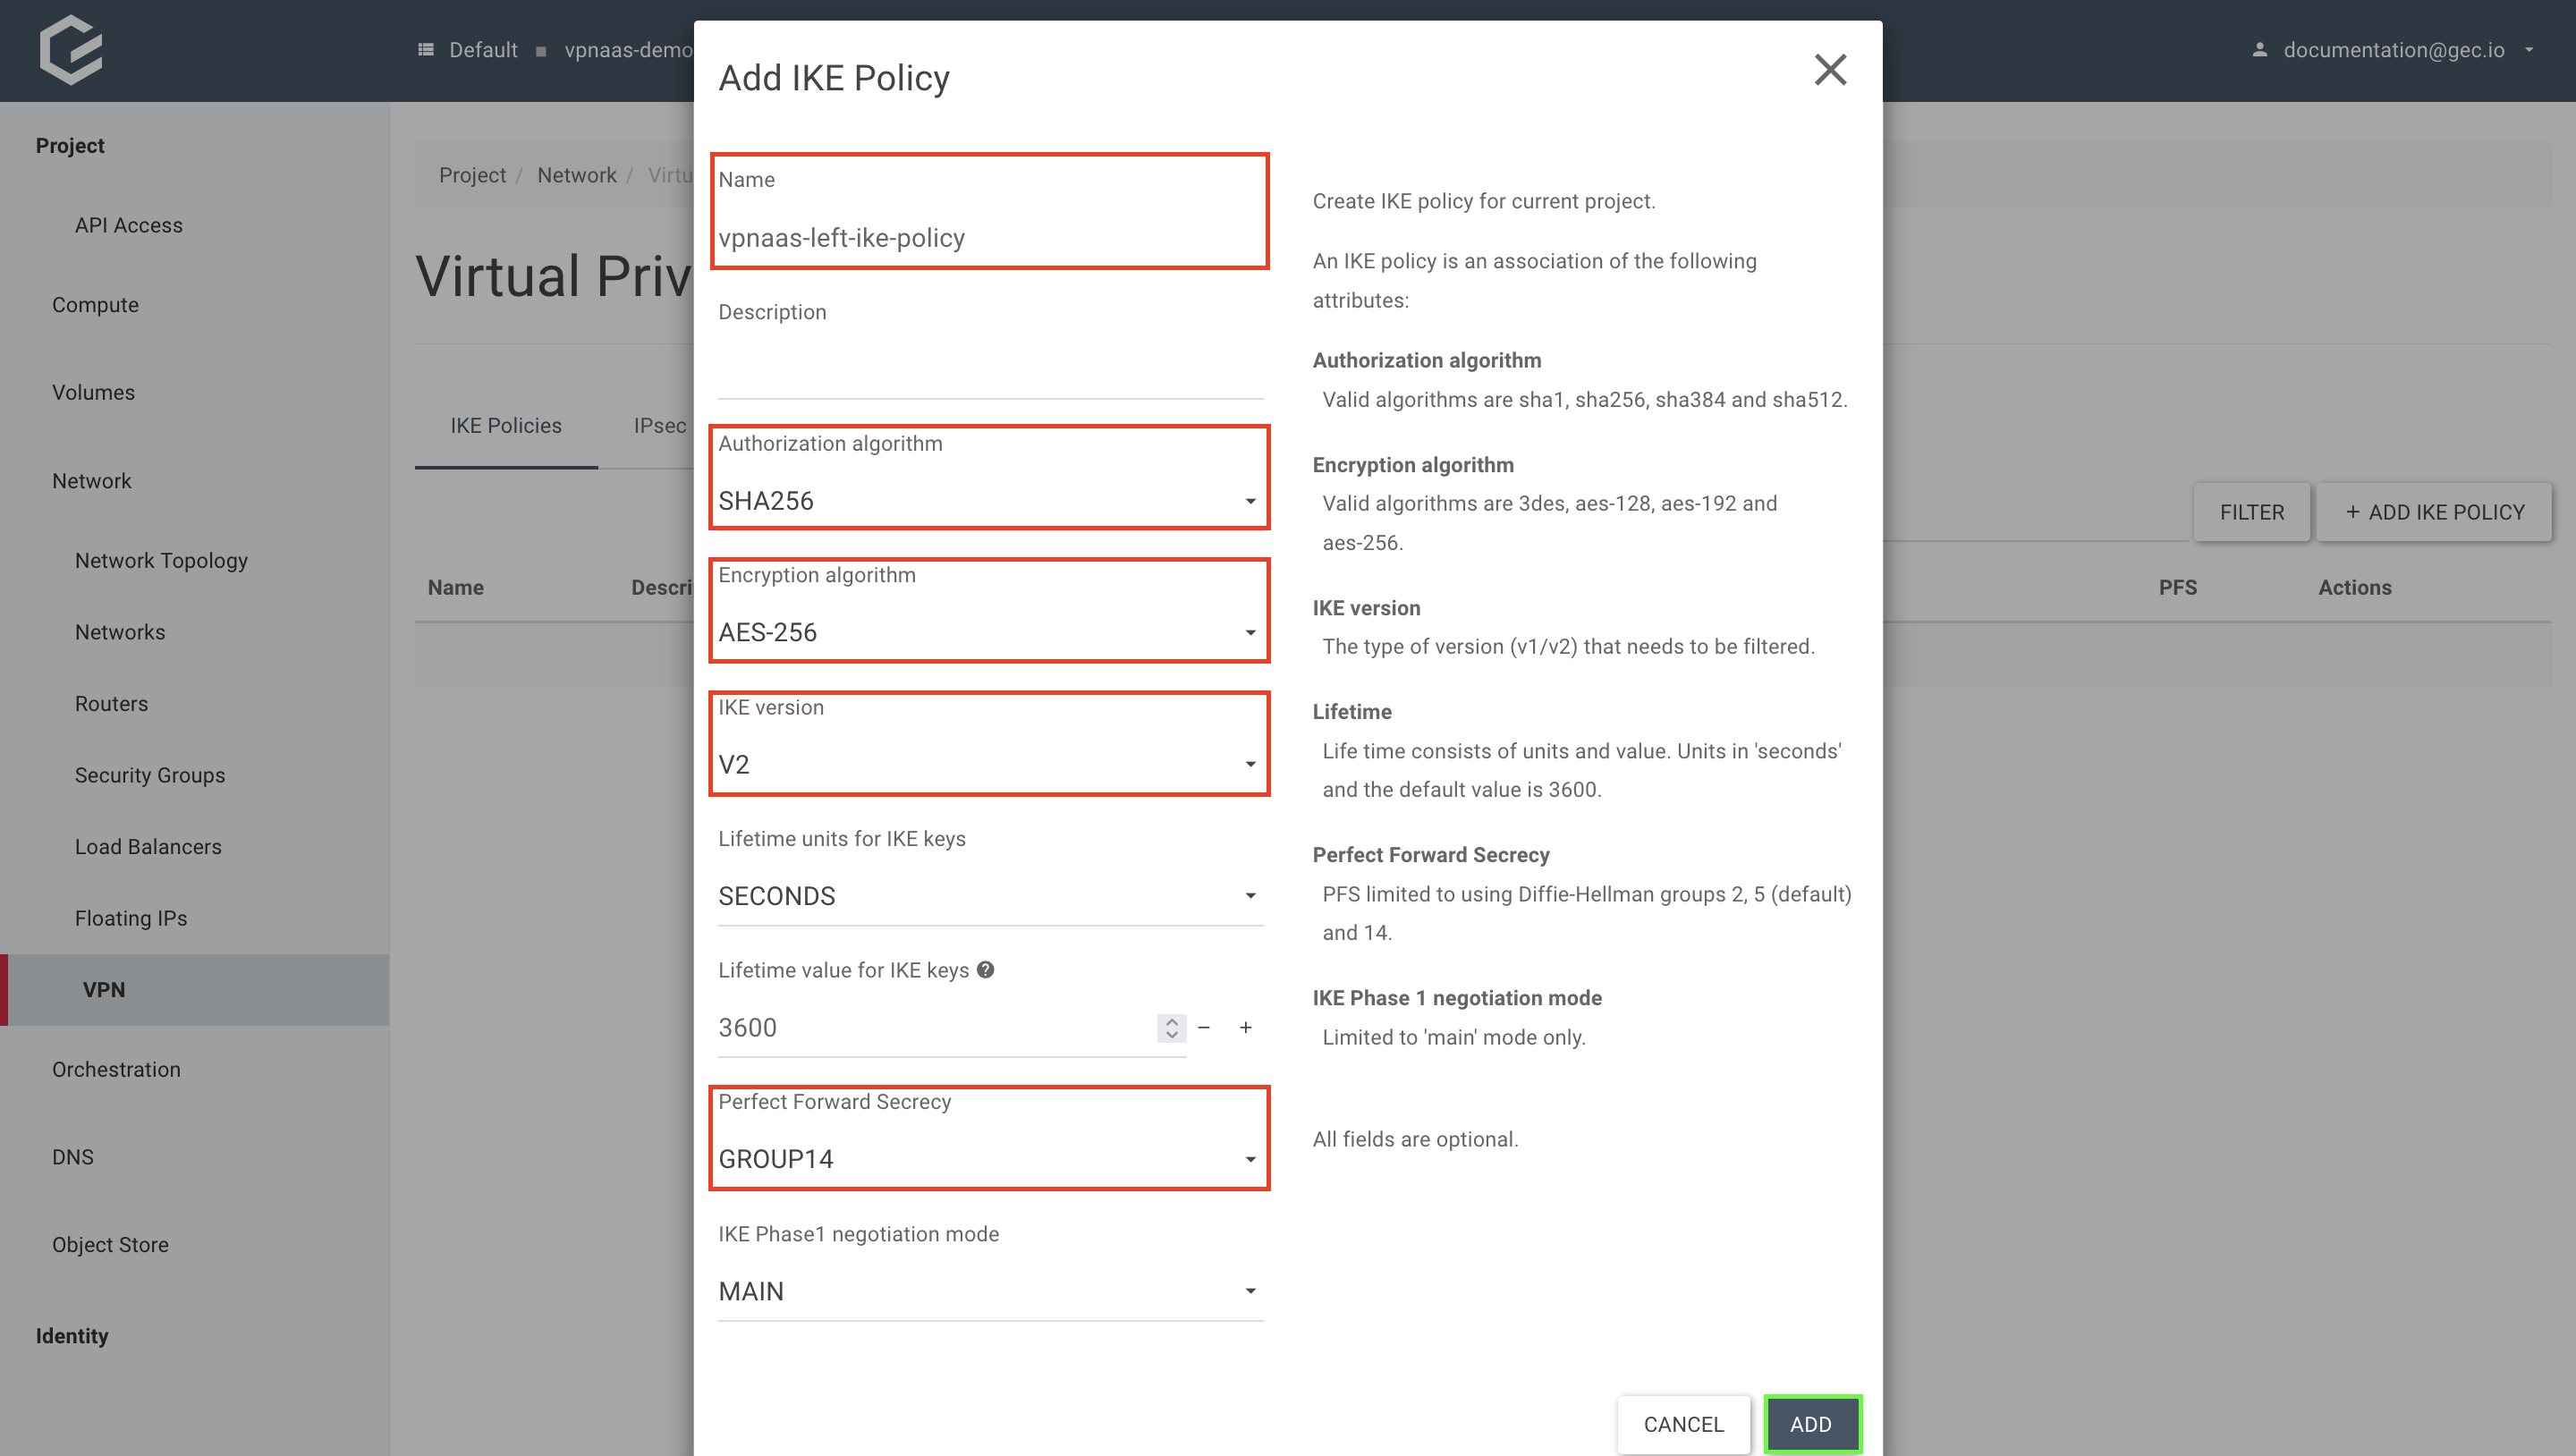 Default vpnaas-demo
documentation@gec.io
Project
API Access
Compute
Volumes
Network
Network Topology
Networks
Routers
Security Groups
Load Balancers
Floating IPs
VPN
Orchestration
DNS
Object Store
Identity
Project / Network / Virtu
Virtual Priv
IKE Policies IPsec
FILTER + ADD IKE POLICY
Name Descri PFS Actions
Add IKE Policy
Name
vpnaas-left-ike-policy
Description
Authorization algorithm
SHA256
Encryption algorithm
AES-256
IKE version
V2
Lifetime units for IKE keys
SECONDS
Lifetime value for IKE keys
3600
Perfect Forward Secrecy
GROUP14
IKE Phase1 negotiation mode
MAIN
Create IKE policy for current project.
An IKE policy is an association of the following
attributes:
Authorization algorithm
Valid algorithms are sha1, sha256, sha384 and sha512.
Encryption algorithm
Valid algorithms are 3des, aes-128, aes-192 and
aes-256.
IKE version
The type of version (v1/v2) that needs to be filtered.
Lifetime
Life time consists of units and value. Units in 'seconds'
and the default value is 3600.
Perfect Forward Secrecy
PFS limited to using Diffie-Hellman groups 2, 5 (default)
and 14.
IKE Phase 1 negotiation mode
Limited to 'main' mode only.
All fields are optional.
CANCEL ADD